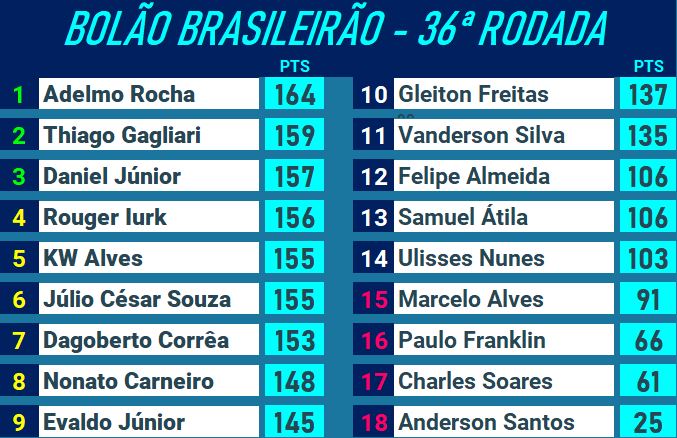 BOLÃO BRASILEIRÃO - 36ª RODADA
PTS
1 Adelmo Rocha 164
2 Thiago Gagliari 159
3 Daniel Júnior 157
4 Rouger Iurk 156
5 KW Alves 155
6 Júlio César Souza 155
7 Dagoberto Corrêa 153
8 Nonato Carneiro 148
9 Evaldo Júnior 145
PTS
10 Gleiton Freitas 137
11 Vanderson Silva 135
12 Felipe Almeida 106
13 Samuel Átila 106
14 Ulisses Nunes 103
15 Marcelo Alves 91
16 Paulo Franklin 66
17 Charles Soares 61
18 Anderson Santos 25